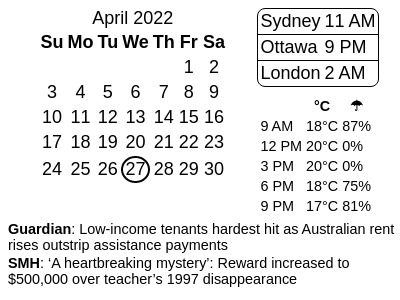 April 2022
Su Mo Tu We Th Fr Sa
1 2
3 4 5 6 7 8 9
10 11 12 13 14 15 16
17 18 19 20 21 22 23
24 25 26 27 28 29 30
Sydney 11 AM
Ottawa 9 PM
London 2 AM
°C ☂
9 AM 18°C 87%
12 PM 20°C 0%
3 PM 20°C 0%
6 PM 18°C 75%
9 PM 17°C 81%
Guardian: Low-income tenants hardest hit as Australian rent
rises outstrip assistance payments
SMH: ‘A heartbreaking mystery’: Reward increased to
$500,000 over teacher’s 1997 disappearance